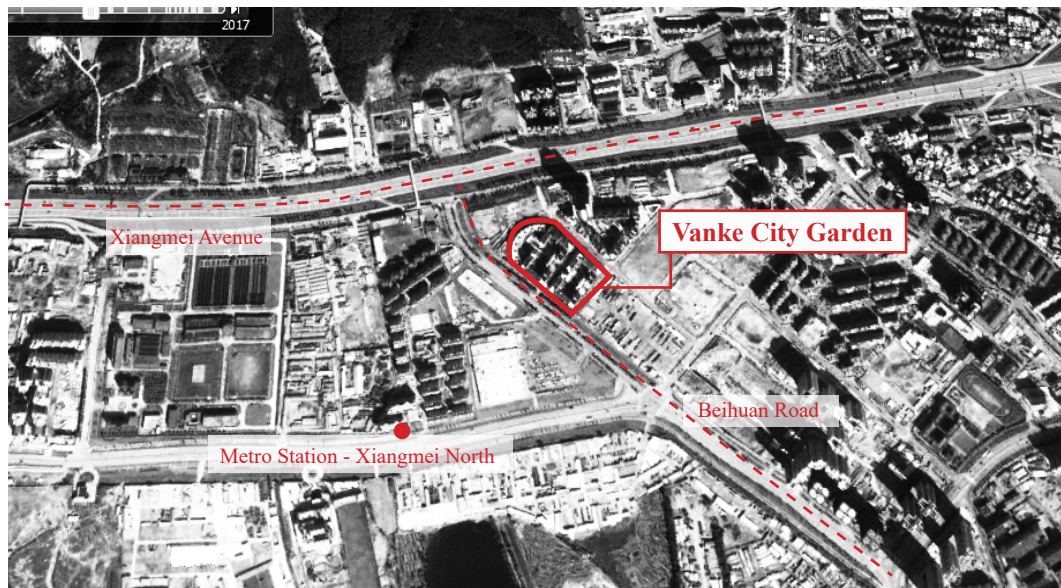 2017
Xiangmei Avenue
Vanke City Garden
Beihuan Road
Metro Station - Xiangmei North